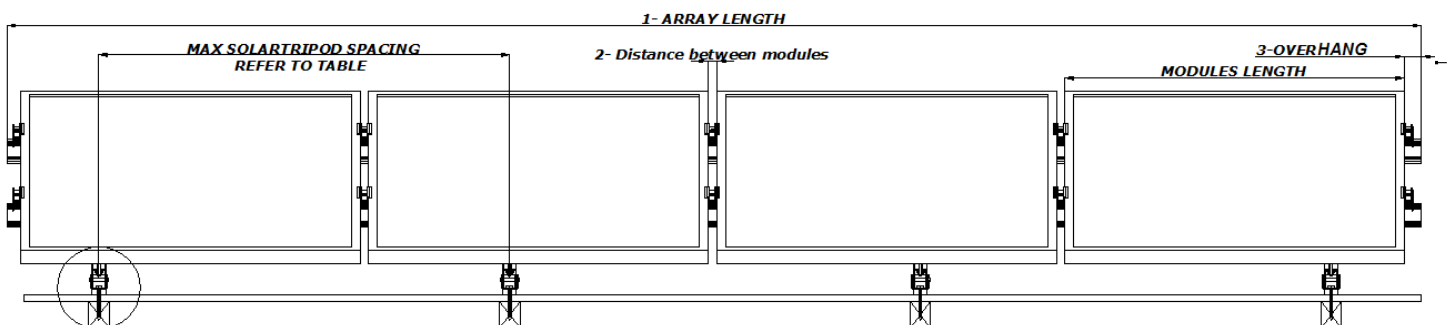 1- ARRAY LENGTH
MAX SOLARTRIPOD SPACING
REFER TO TABLE
2- Distance between modules
3-OVERHANG
MODULES LENGTH